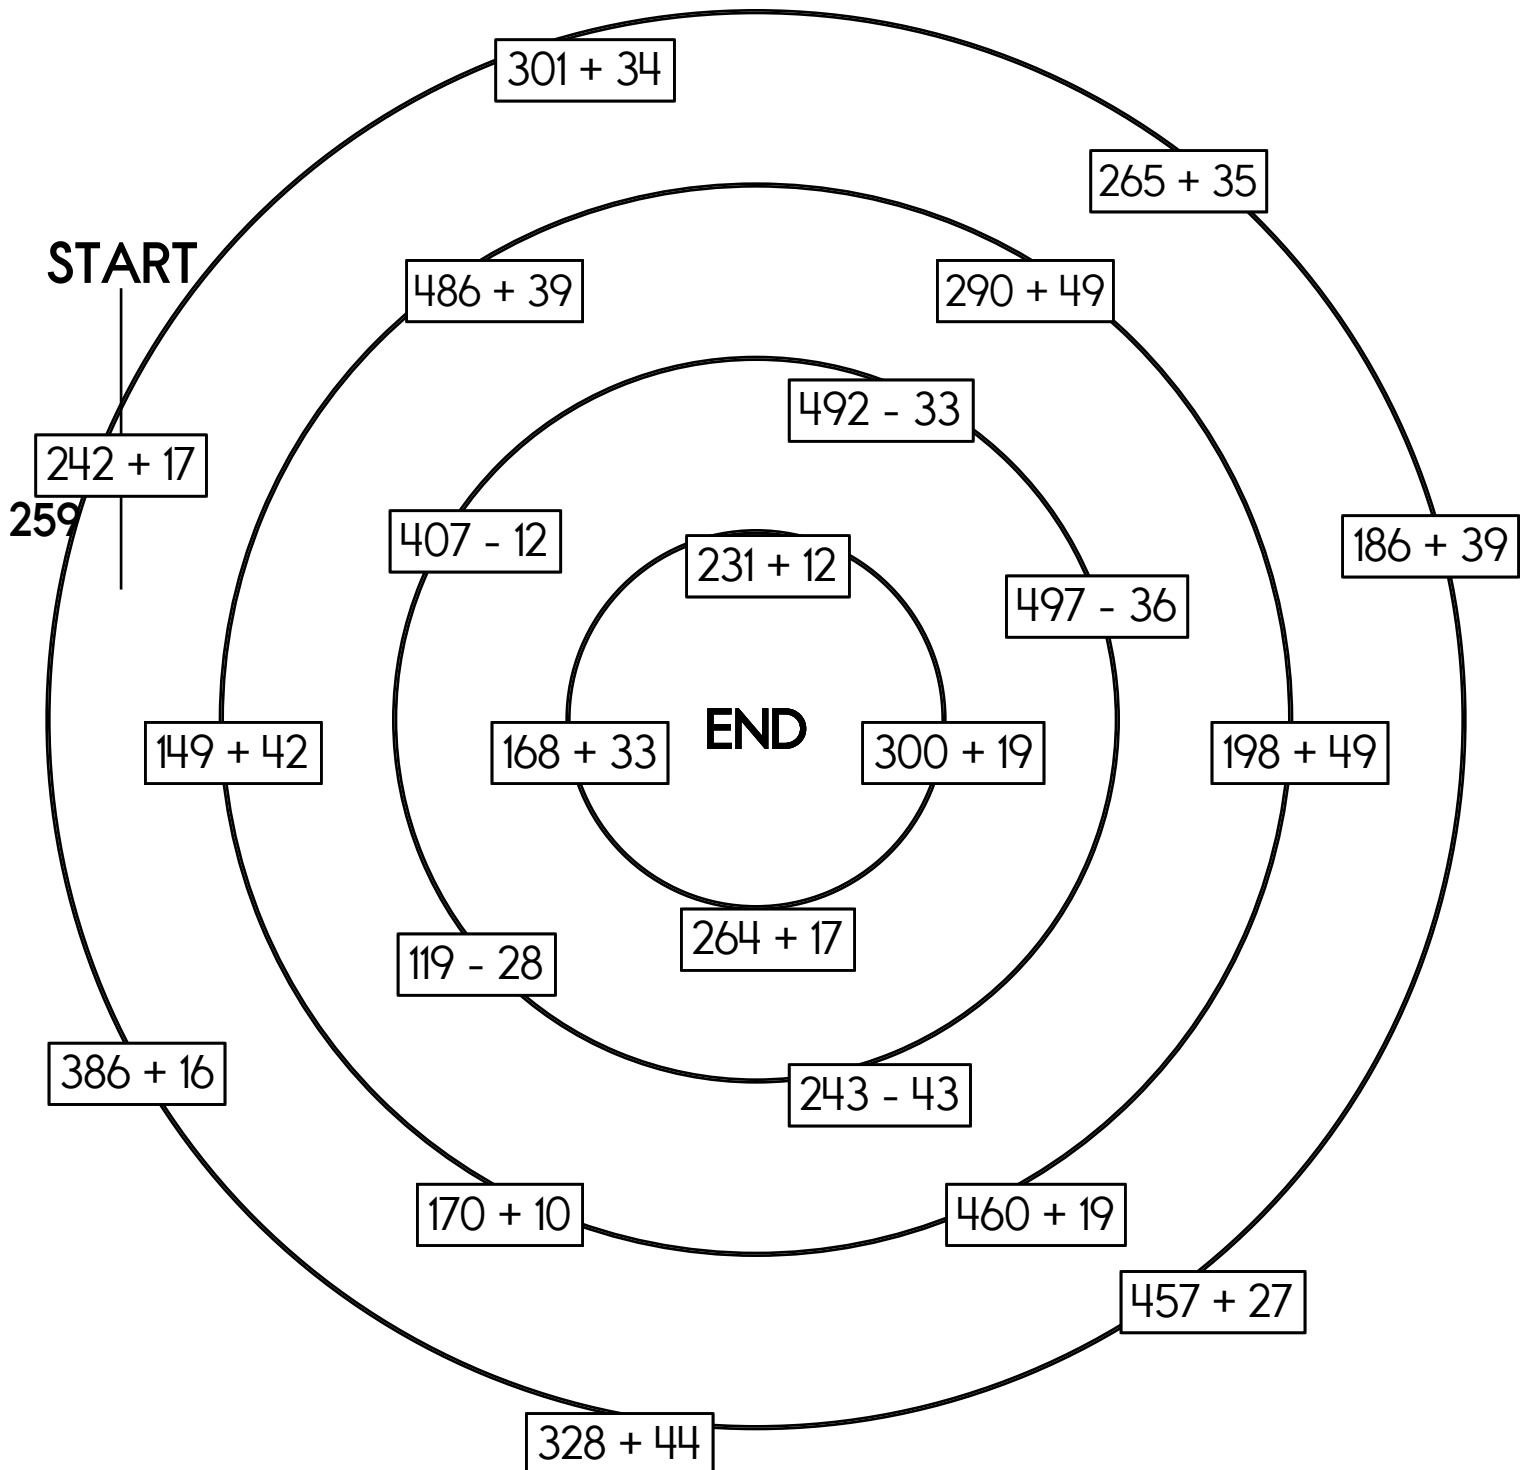 301 + 34
265 + 35
START
486 + 39
290 + 49
492 - 33
242 + 17
259
407 - 12
186 + 39
231 + 12
497 - 36
END
149 + 42
168 + 33
300 + 19
198 + 49
264 + 17
119 - 28
386 + 16
243 - 43
170 + 10
460 + 19
457 + 27
328 + 44